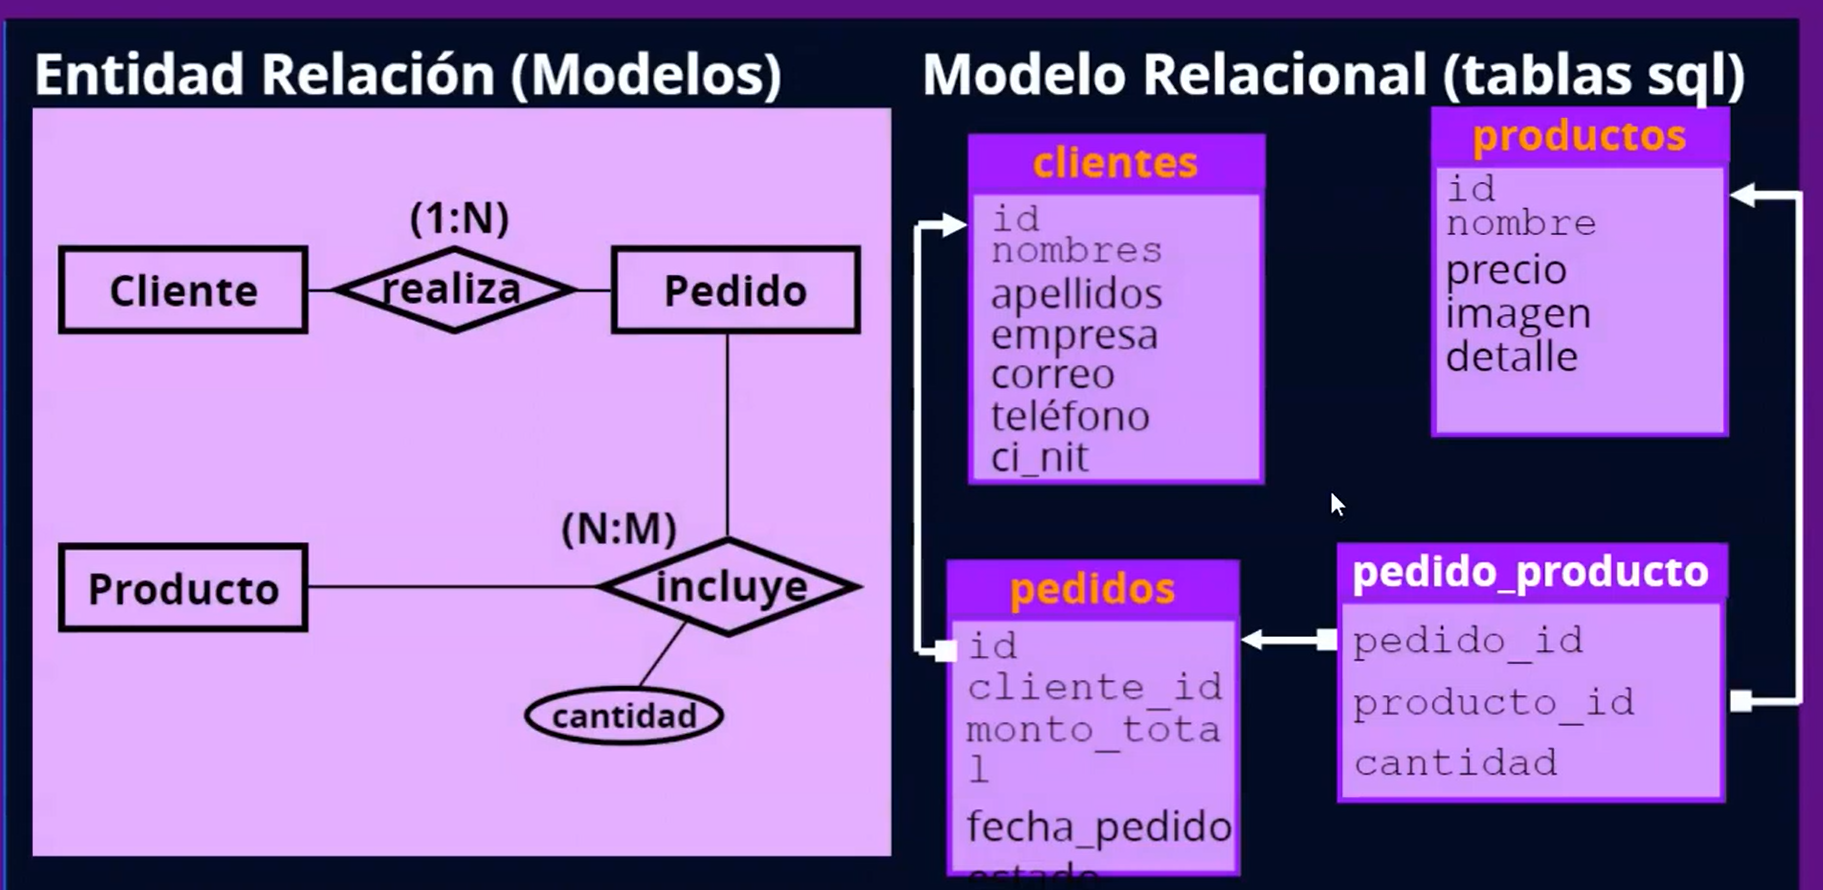 Entidad Relación (Modelos)
(1:N)
Cliente
realiza
Pedido
(N:M)
Producto
incluye
cantidad
Modelo Relacional (tablas sql)
clientes
id
nombres
apellidos
empresa
correo
teléfono
ci_nit
productos
id
nombre
precio
imagen
detalle
pedidos
id
cliente_id
monto_tota
l
fecha_pedido
estado
pedido_producto
pedido_id
producto_id
cantidad